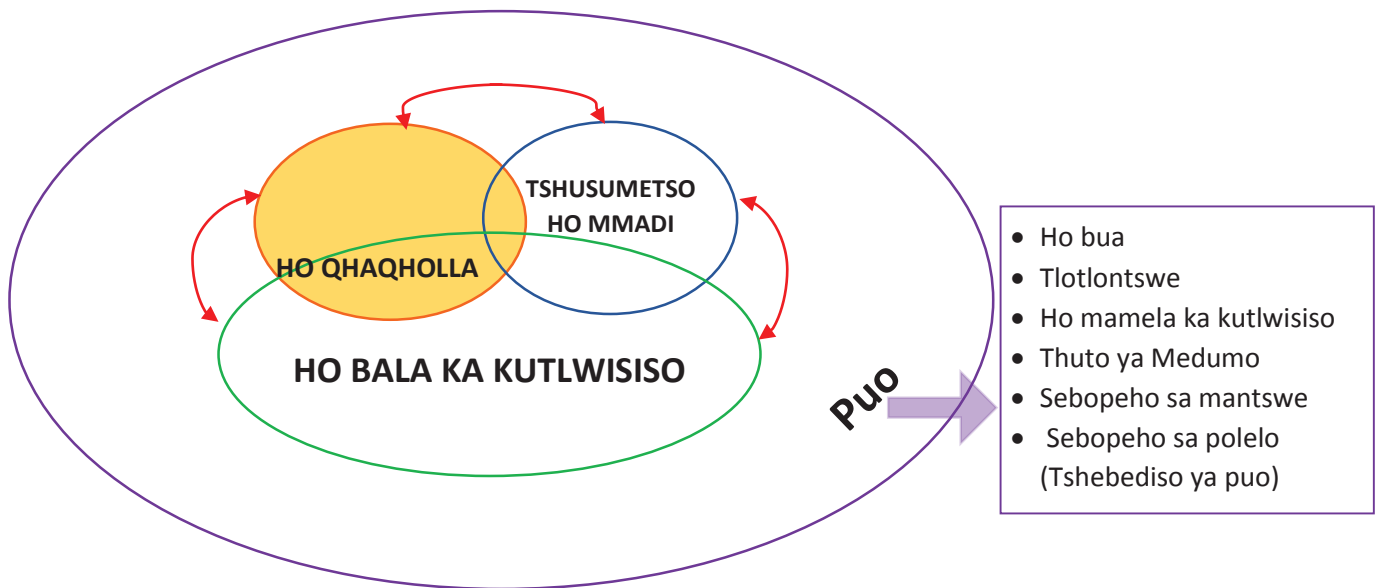 TSHUSUMETSO
HO MMADI
HO QHAQHOLLA
HO BALA KA KUTLWISISO
Puo
• Ho bua
• Tlotlontswe
• Ho mamela ka kutlwisiso
• Thuto ya Medumo
• Sebopeho sa mantswe
• Sebopeho sa polelo
(Tshebediso ya puo)